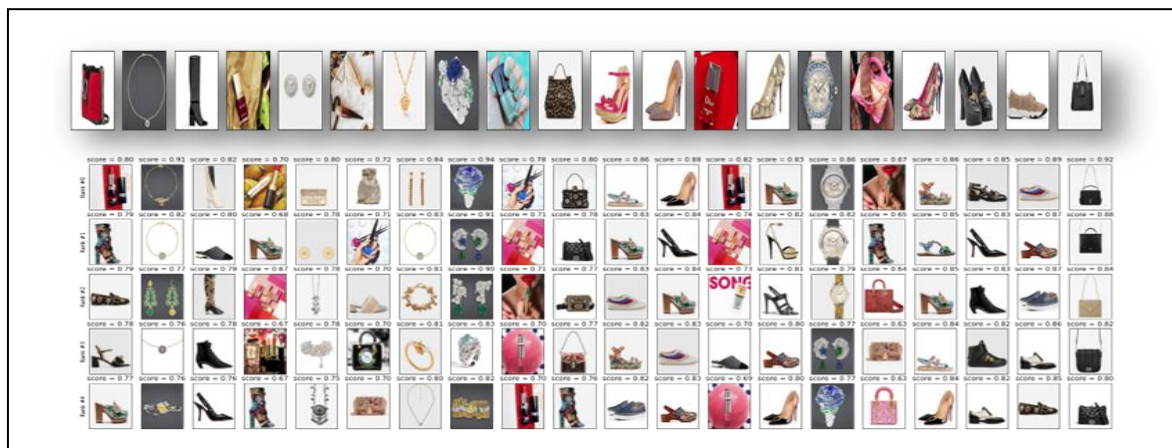 Dior
score = 0.80 score = 0.91 score = 0.82 score = 0.70 score = 0.80 score = 0.72 score = 0.84 score = 0.94 score = 0.78 score = 0.80 score = 0.86 score = 0.88 score = 0.82 score = 0.83 score = 0.86 score = 0.67 score = 0.86 score = 0.85 score = 0.89 score = 0.92
Rank #0
score = 0.79 score = 0.82 score = 0.80 score = 0.68 score = 0.78 score = 0.71 score = 0.83 score = 0.91 score = 0.71 score = 0.78 score = 0.83 score = 0.84 score = 0.74 score = 0.82 score = 0.82 score = 0.65 score = 0.85 score = 0.83 score = 0.87 score = 0.88
Rank #1
score = 0.79 score = 0.77 score = 0.79 score = 0.67 score = 0.78 score = 0.70 score = 0.81 score = 0.90 score = 0.71 score = 0.77 score = 0.83 score = 0.84 score = 0.73 score = 0.81 score = 0.79 score = 0.64 score = 0.85 score = 0.83 score = 0.87 score = 0.82
Rank #2
SONG
score = 0.78 score = 0.76 score = 0.78 score = 0.67 score = 0.78 score = 0.70 score = 0.81 score = 0.83 score = 0.70 score = 0.77 score = 0.82 score = 0.83 score = 0.70 score = 0.80 score = 0.77 score = 0.63 score = 0.84 score = 0.82 score = 0.86 score = 0.82
Rank #3
score = 0.77 score = 0.76 score = 0.76 score = 0.67 score = 0.75 score = 0.70 score = 0.80 score = 0.82 score = 0.70 score = 0.76 score = 0.82 score = 0.83 score = 0.69 score = 0.80 score = 0.77 score = 0.63 score = 0.84 score = 0.82 score = 0.85 score = 0.80
Rank #4